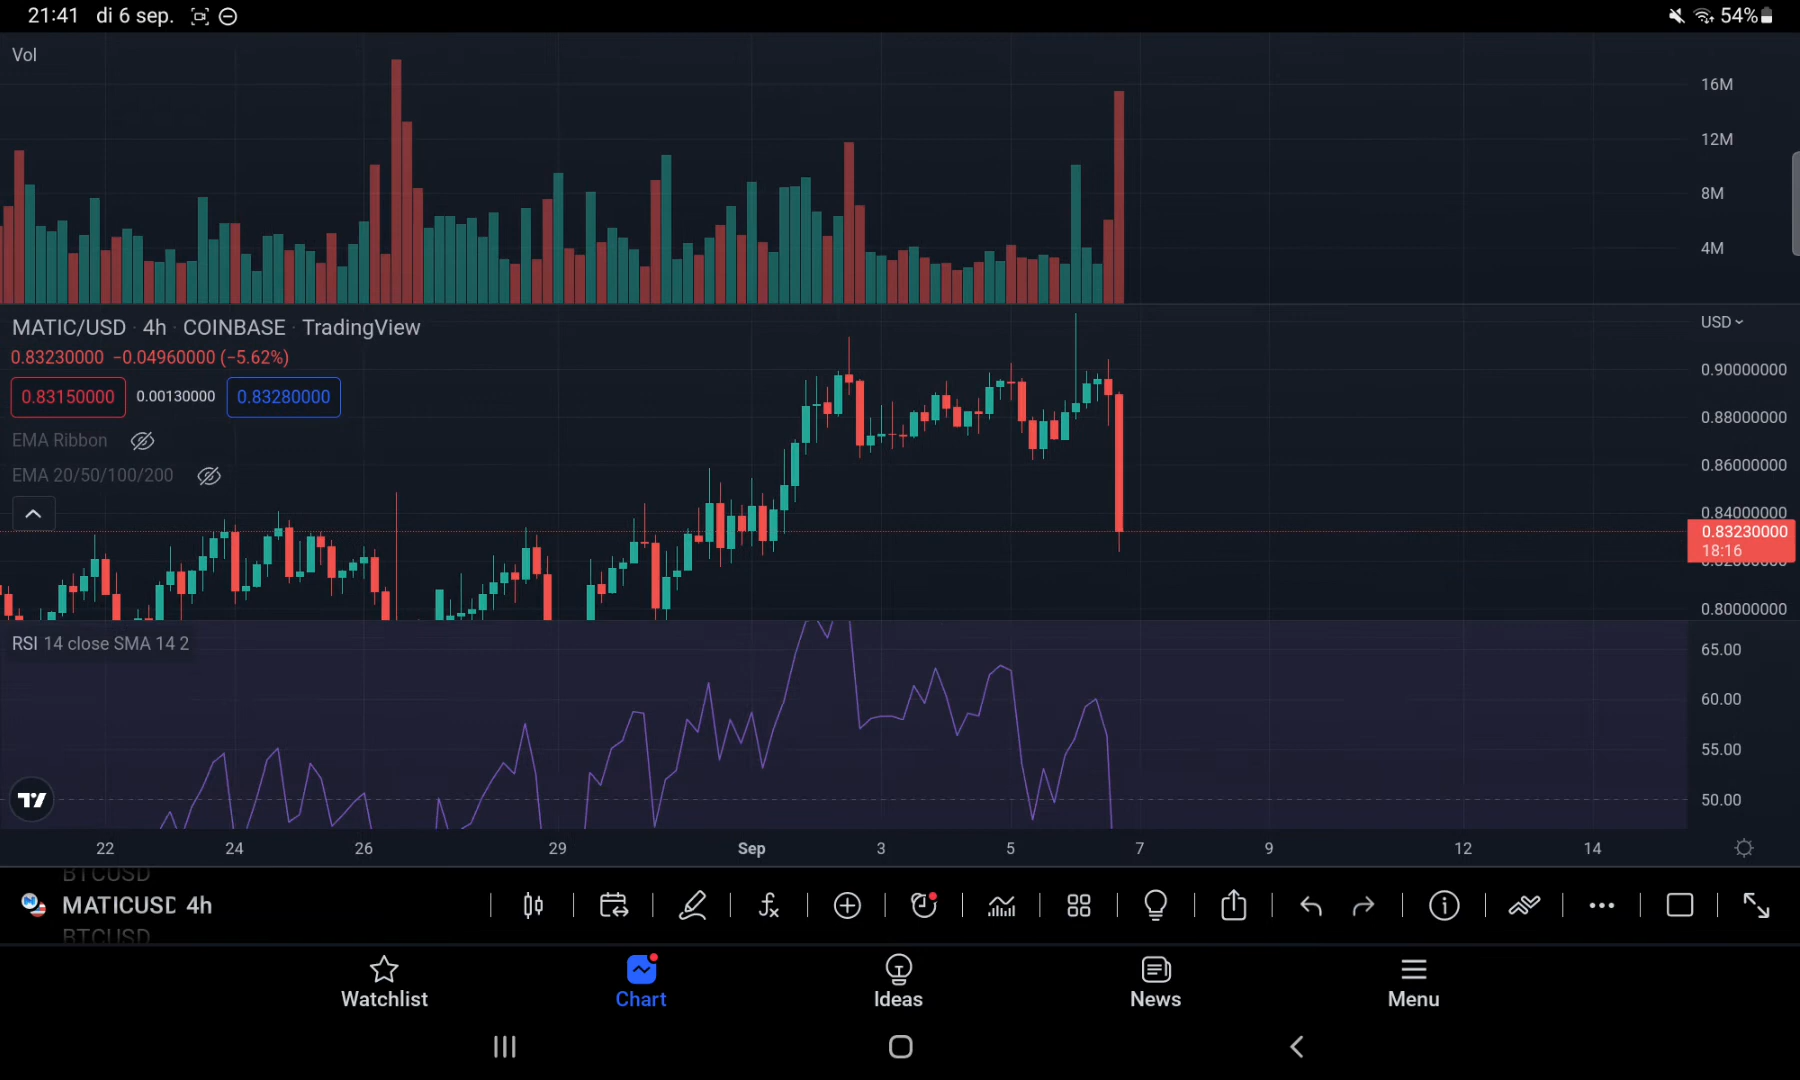 21:41 di 6 sep. 54%
Vol
16M
12M
8M
4M
MATIC/USD · 4h · COINBASE · TradingView
USD
0.83230000 −0.04960000 (−5.62%)
0.83150000 0.00130000 0.83280000
EMA Ribbon
EMA 20/50/100/200
0.90000000
0.88000000
0.86000000
0.84000000
0.83230000
18:16
0.82000000
0.80000000
RSI 14 close SMA 14 2
65.00
60.00
55.00
50.00
22 24 26 29 Sep 3 5 7 9 12 14
BTCUSD
MATICUSD 4h
BTCUSD
Watchlist Chart Ideas News Menu